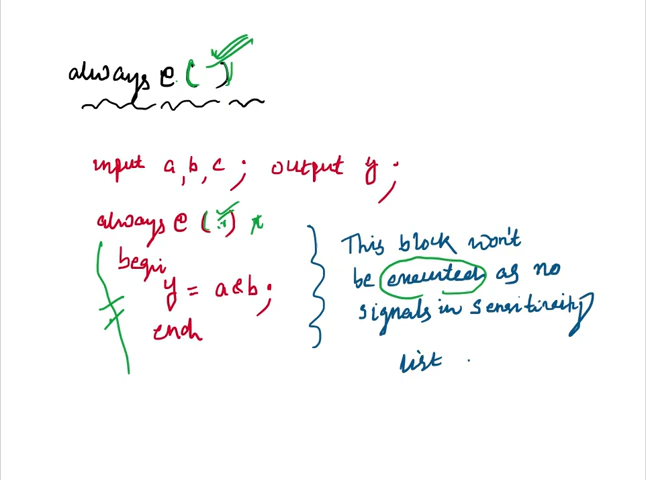 always @ ( )
input a, b, c ; output y ;
always @ ( )
begin
y = a & b ;
end
This block won't
be executed as no
signals in sensitivity
list .